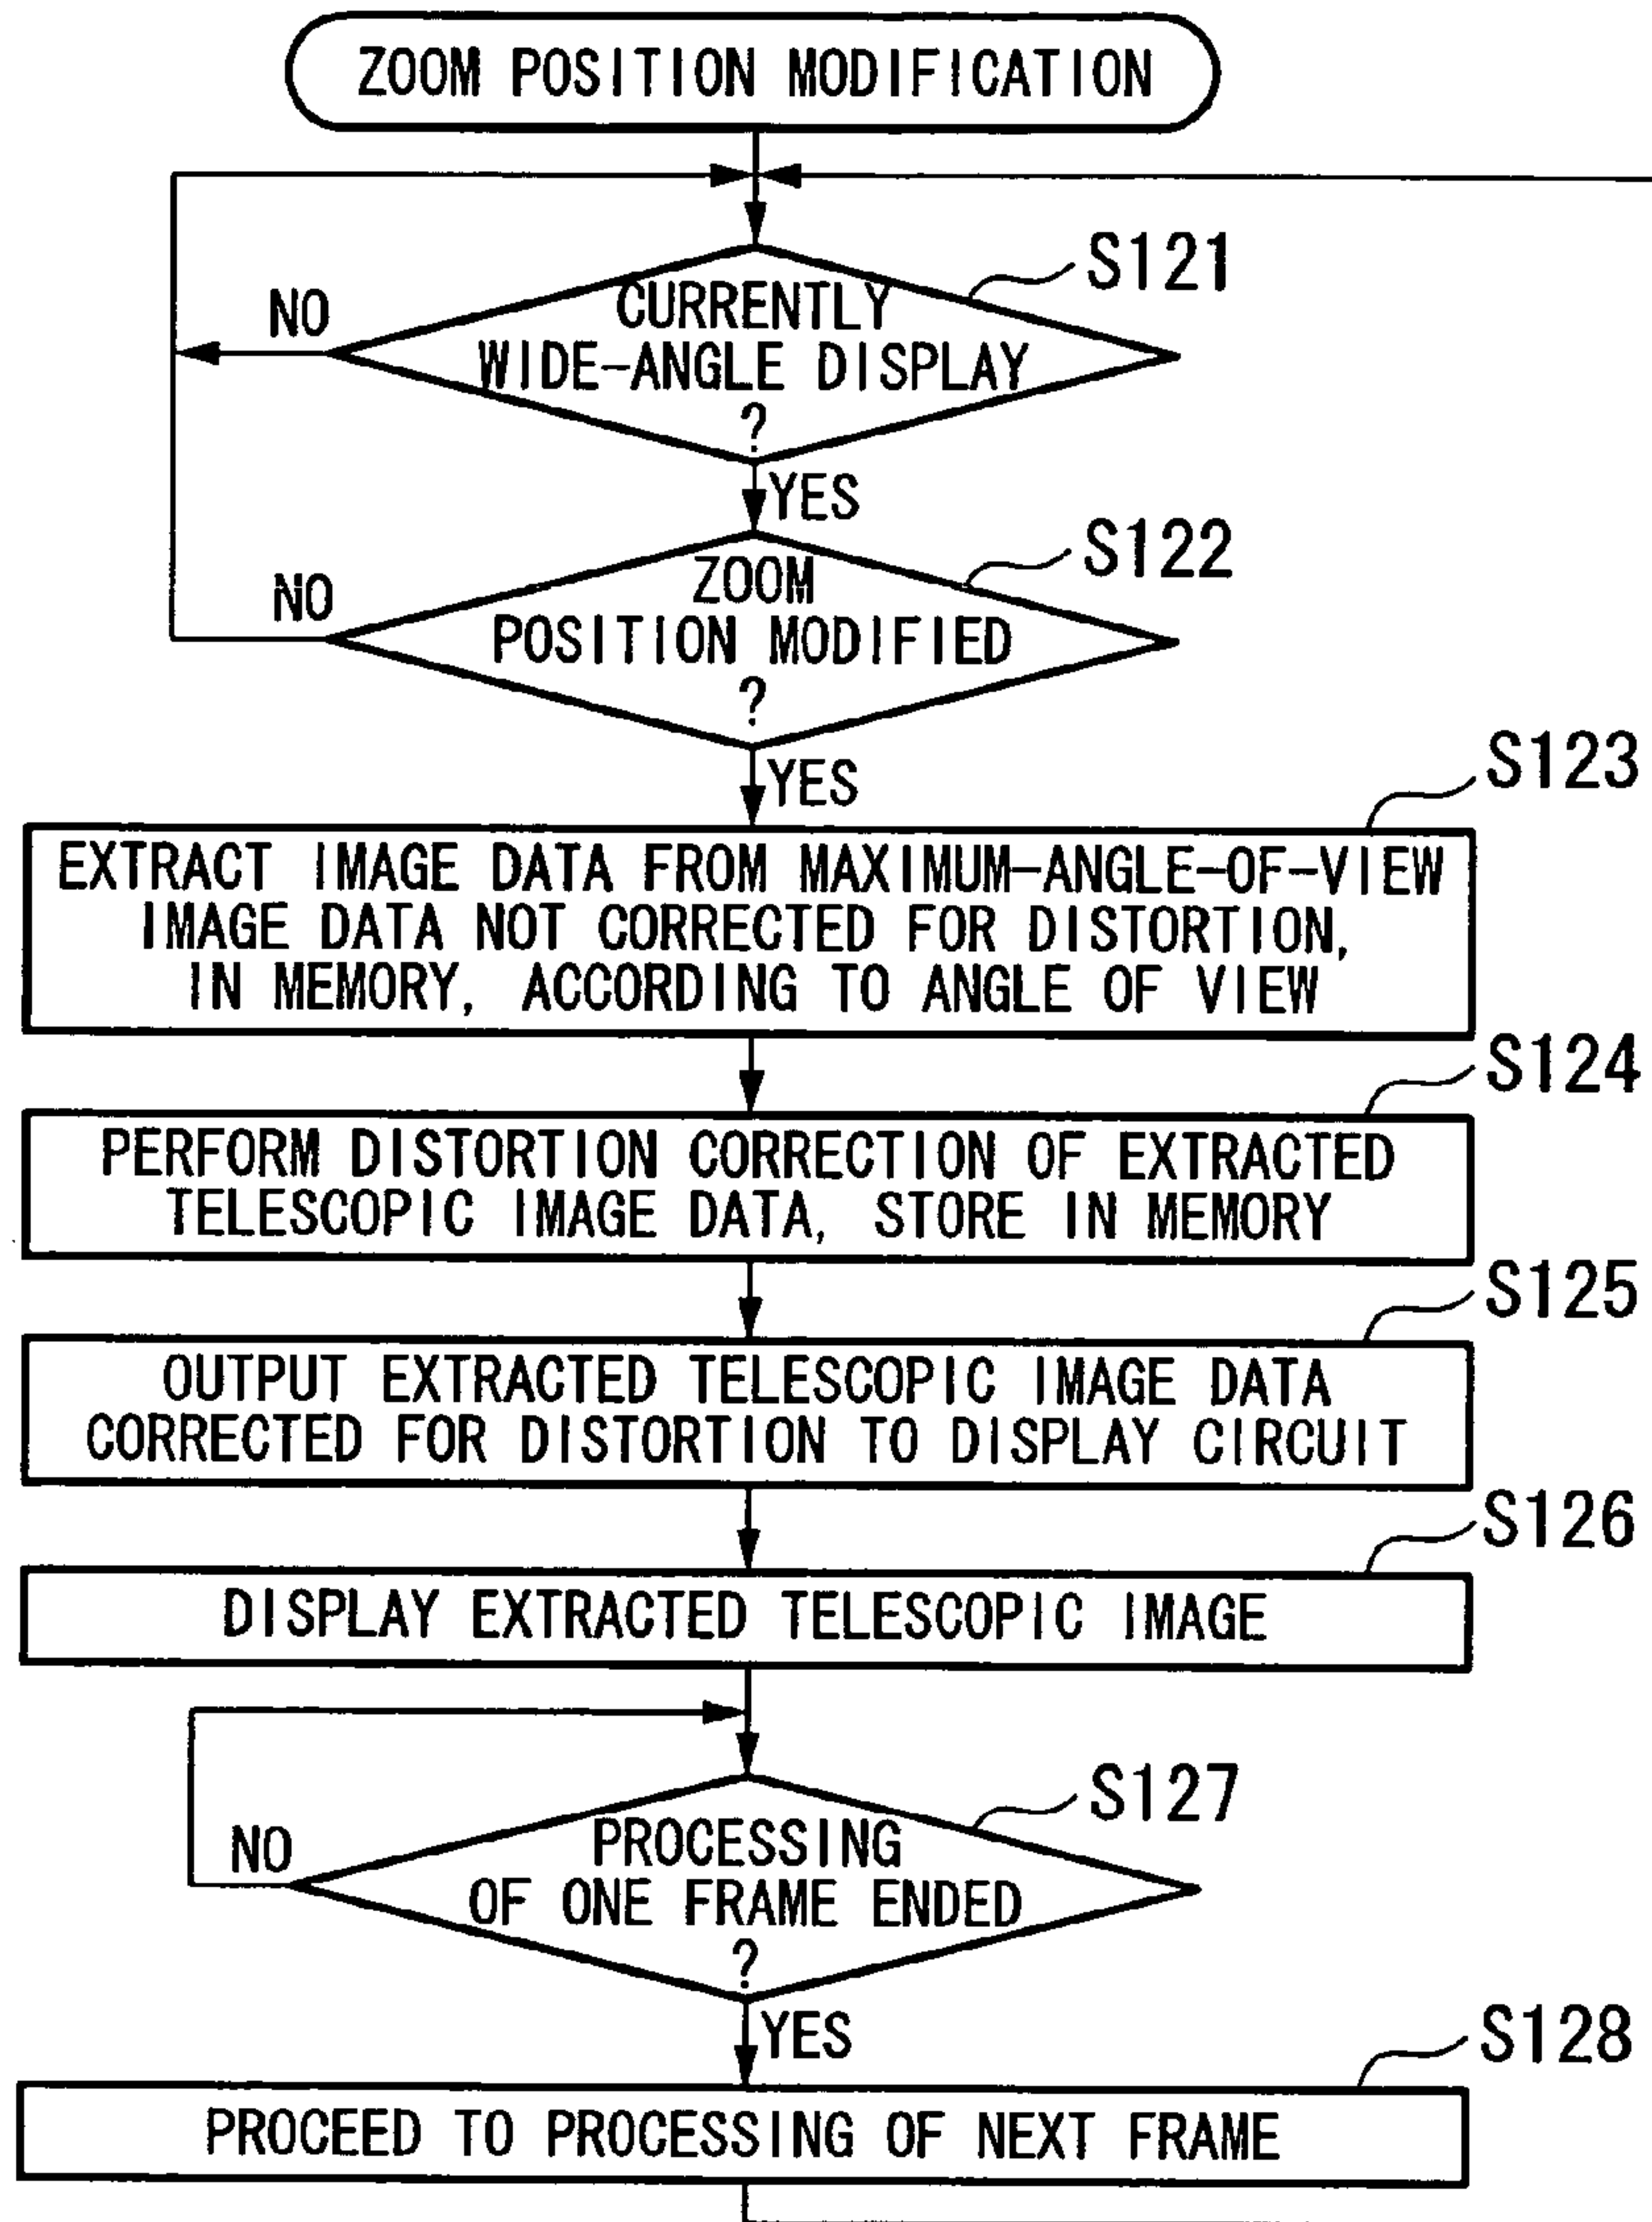 ZOOM POSITION MODIFICATION
S121
NO
CURRENTLY
WIDE-ANGLE DISPLAY
?
YES
S122
NO
ZOOM
POSITION MODIFIED
?
YES
S123
EXTRACT IMAGE DATA FROM MAXIMUM-ANGLE-OF-VIEW
IMAGE DATA NOT CORRECTED FOR DISTORTION,
IN MEMORY, ACCORDING TO ANGLE OF VIEW
S124
PERFORM DISTORTION CORRECTION OF EXTRACTED
TELESCOPIC IMAGE DATA, STORE IN MEMORY
S125
OUTPUT EXTRACTED TELESCOPIC IMAGE DATA
CORRECTED FOR DISTORTION TO DISPLAY CIRCUIT
S126
DISPLAY EXTRACTED TELESCOPIC IMAGE
S127
NO
PROCESSING
OF ONE FRAME ENDED
?
YES
S128
PROCEED TO PROCESSING OF NEXT FRAME